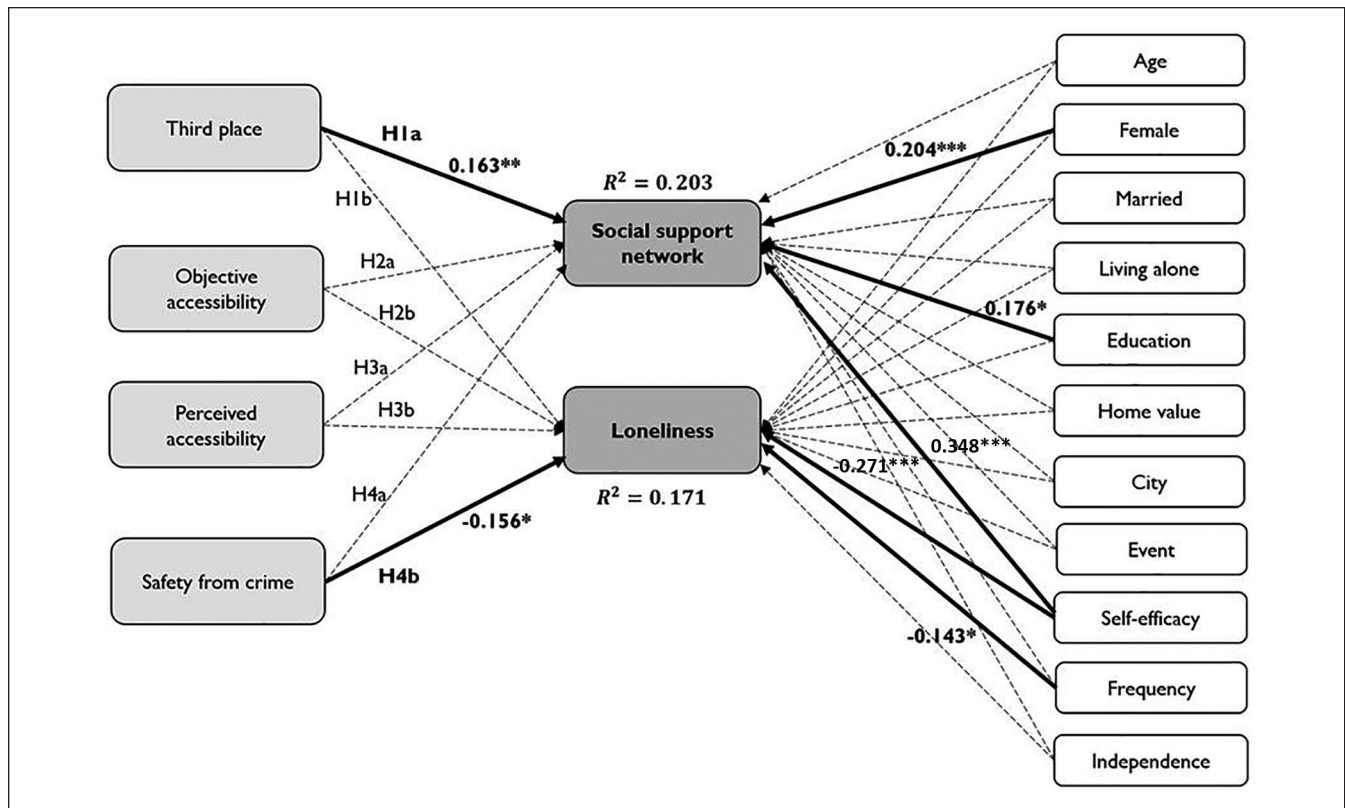 Third place
Objective
accessibility
Perceived
accessibility
Safety from crime
H1a
0.163**
H1b
H2a
H2b
H3a
H3b
H4a
-0.156*
H4b
R² = 0.203
Social support
network
Loneliness
R² = 0.171
0.204***
0.176*
0.348***
-0.271***
-0.143*
Age
Female
Married
Living alone
Education
Home value
City
Event
Self-efficacy
Frequency
Independence